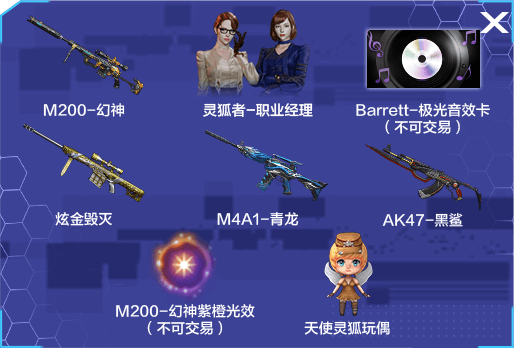 M200-幻神
灵狐者-职业经理
Barrett-极光音效卡
（不可交易）
炫金毁灭
M4A1-青龙
AK47-黑鲨
M200-幻神紫橙光效
（不可交易）
天使灵狐玩偶